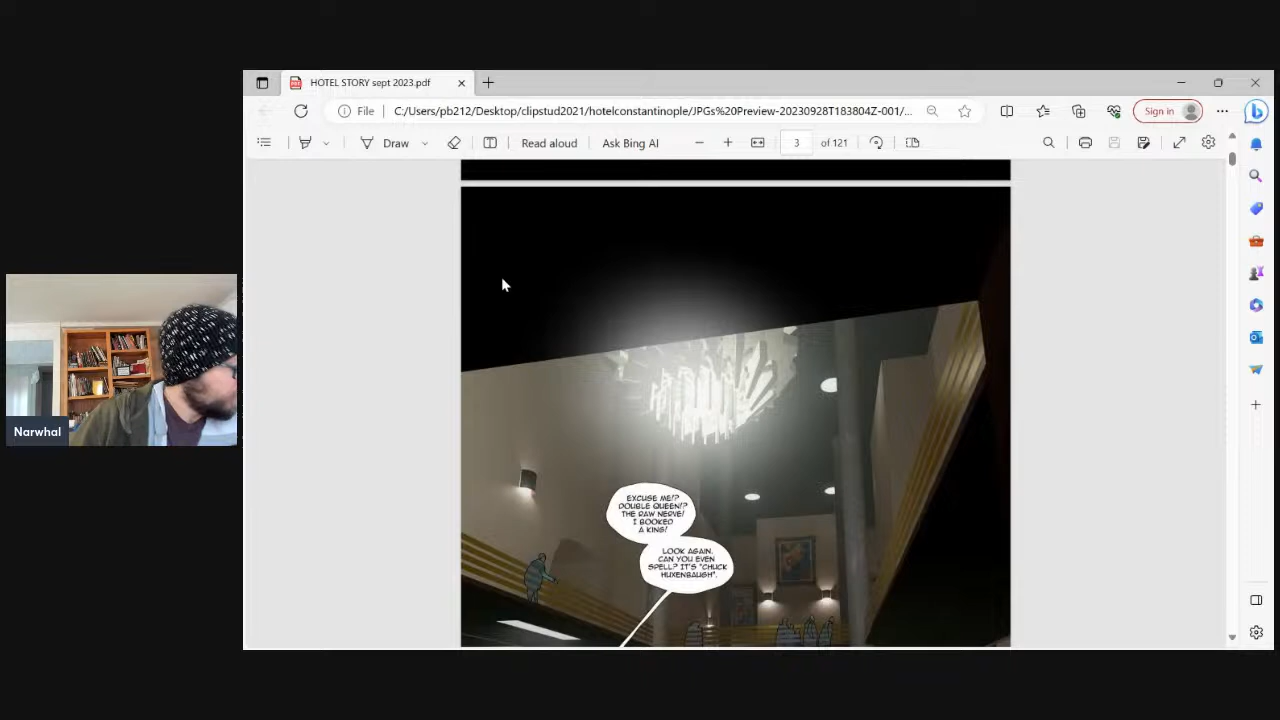 HOTEL STORY sept 2023.pdf
File
C:/Users/pb212/Desktop/clipstud2021/hotelconstantinople/JPGs%20Preview-20230928T183804Z-001/...
Sign in
Draw
Read aloud
Ask Bing AI
3
of 121
EXCUSE ME!?
DOUBLE QUEEN!?
THE RAW NERVE!
I BOOKED
A KING!
LOOK AGAIN.
CAN YOU EVEN
SPELL? IT'S "CHUCK
HUXENBAUGH".
Narwhal